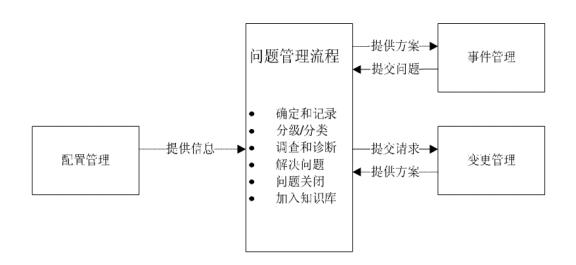 问题管理流程
● 确定和记录
● 分级/分类
● 调查和诊断
● 解决问题
● 问题关闭
● 加入知识库
配置管理
提供信息
提供方案
提交问题
事件管理
提交请求
提供方案
变更管理